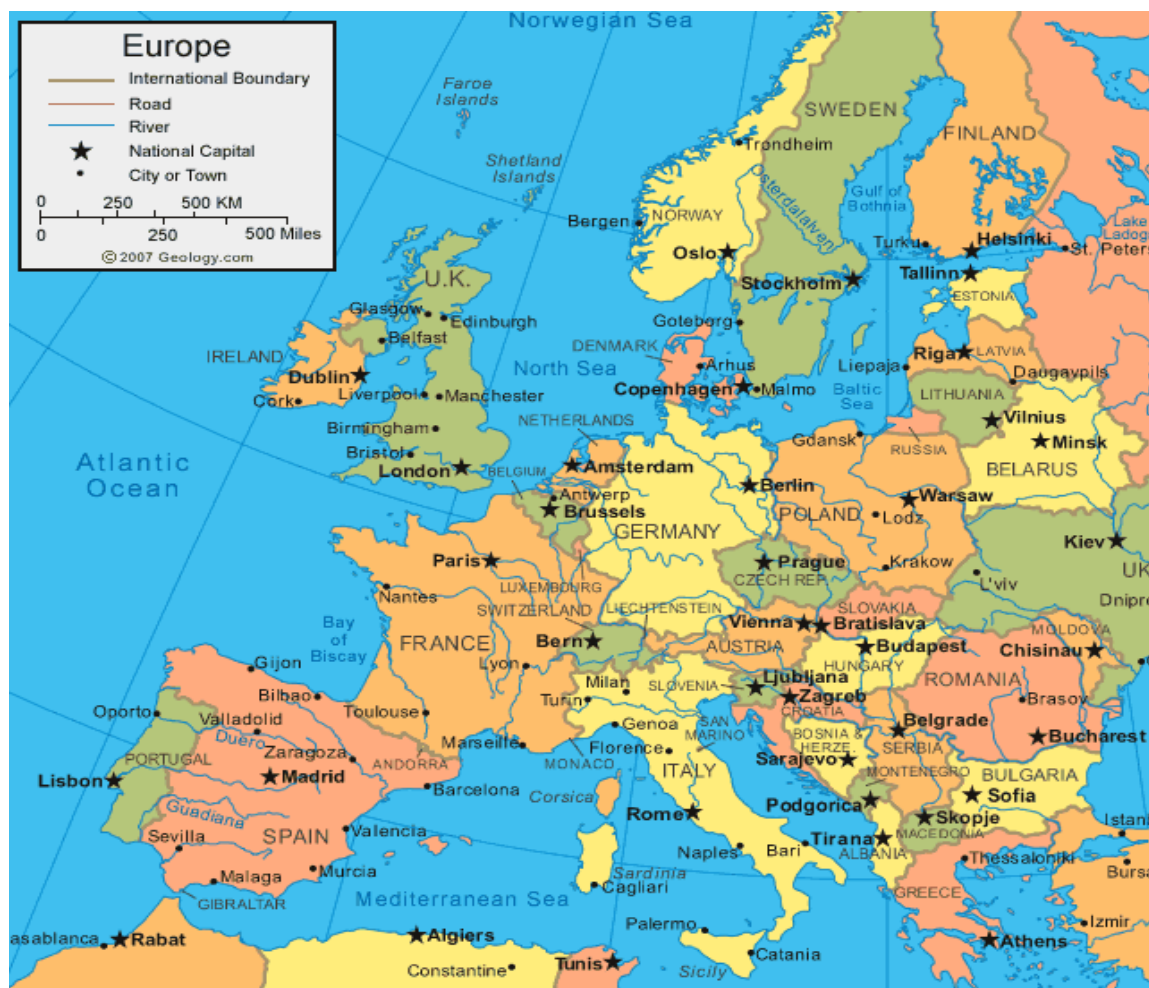 Europe
International Boundary
Road
River
National Capital
City or Town
0 250 500 KM
0 250 500 Miles
© 2007 Geology.com
Norwegian Sea
Faroe
Islands
Shetland
Islands
SWEDEN
FINLAND
Trondheim
Osterdalalven
Gulf of
Bothnia
Lake
Ladoga
Bergen
NORWAY
Oslo
Turku
Helsinki
St. Peters
Stockholm
Tallinn
ESTONIA
U.K.
Glasgow
Edinburgh
Goteborg
Belfast
IRELAND
DENMARK
Arhus
Riga
LATVIA
Liepaja
Daugavpils
North Sea
Dublin
Liverpool
Manchester
Copenhagen
Malmo
Baltic
Sea
LITHUANIA
Cork
Vilnius
Birmingham
NETHERLANDS
Gdansk
RUSSIA
Minsk
Bristol
London
BELGIUM
Amsterdam
BELARUS
Atlantic
Ocean
Berlin
Antwerp
Brussels
Warsaw
GERMANY
POLAND
Lodz
Kiev
Paris
Prague
Krakow
CZECH REP.
L'viv
UK
LUXEMBOURG
Nantes
SWITZERLAND
LIECHTENSTEIN
SLOVAKIA
Dnipre
Bay
of
Biscay
FRANCE
Bern
Vienna
Bratislava
MOLDOVA
AUSTRIA
Budapest
Chisinau
HUNGARY
Gijon
Lyon
Milan
SLOVENIA
Ljubljana
ROMANIA
Bilbao
Turin
Zagreb
CROATIA
Brasov
Oporto
Valladolid
Toulouse
Genoa
SAN
MARINO
BOSNIA &
HERZE.
Belgrade
Duero
Zaragoza
Marseille
Florence
SERBIA
Bucharest
PORTUGAL
ANDORRA
MONACO
ITALY
Sarajevo
MONTENEGRO
BULGARIA
Lisbon
Madrid
Barcelona
Corsica
Podgorica
Sofia
Guadiana
Rome
Skopje
Istan
SPAIN
Valencia
Tirana
MACEDONIA
Sevilla
Naples
Bari
ALBANIA
Thessaloniki
Bursa
Murcia
Sardinia
Malaga
Cagliari
GREECE
GIBRALTAR
Mediterranean Sea
Palermo
Izmir
asablanca
Rabat
Algiers
Athens
Constantine
Tunis
Sicily
Catania